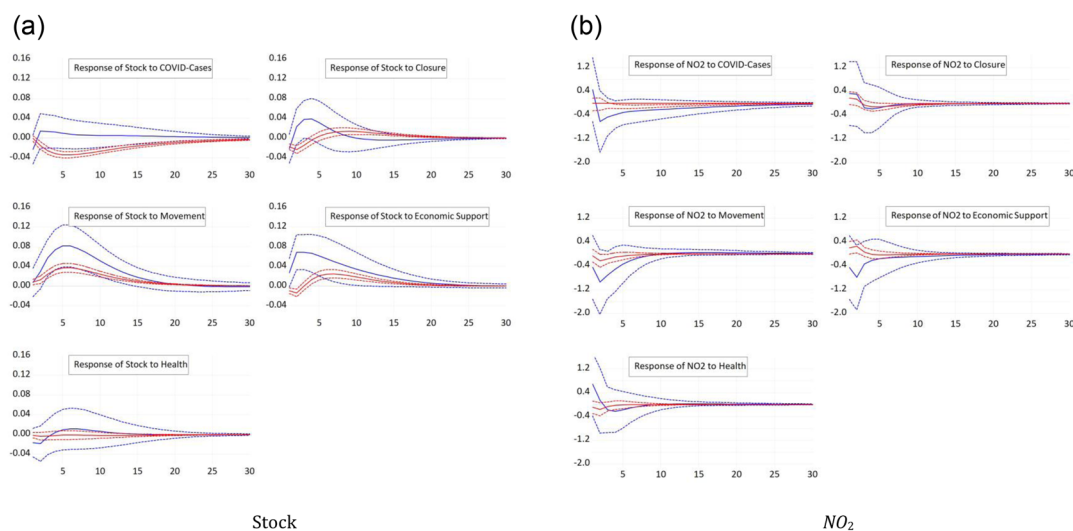 (a)
(b)
0.16
0.12
0.08
0.04
0.00
-0.04
5 10 15 20 25 30
Response of Stock to COVID-Cases
0.16
0.12
0.08
0.04
0.00
-0.04
5 10 15 20 25 30
Response of Stock to Closure
0.16
0.12
0.08
0.04
0.00
-0.04
5 10 15 20 25 30
Response of Stock to Movement
0.16
0.12
0.08
0.04
0.00
-0.04
5 10 15 20 25 30
Response of Stock to Economic Support
0.16
0.12
0.08
0.04
0.00
-0.04
5 10 15 20 25 30
Response of Stock to Health
Stock
1.2
0.4
-0.4
-1.2
-2.0
5 10 15 20 25 30
Response of NO2 to COVID-Cases
1.2
0.4
-0.4
-1.2
-2.0
5 10 15 20 25 30
Response of NO2 to Closure
1.2
0.4
-0.4
-1.2
-2.0
5 10 15 20 25 30
Response of NO2 to Movement
1.2
0.4
-0.4
-1.2
-2.0
5 10 15 20 25 30
Response of NO2 to Economic Support
1.2
0.4
-0.4
-1.2
-2.0
5 10 15 20 25 30
Response of NO2 to Health
NO₂